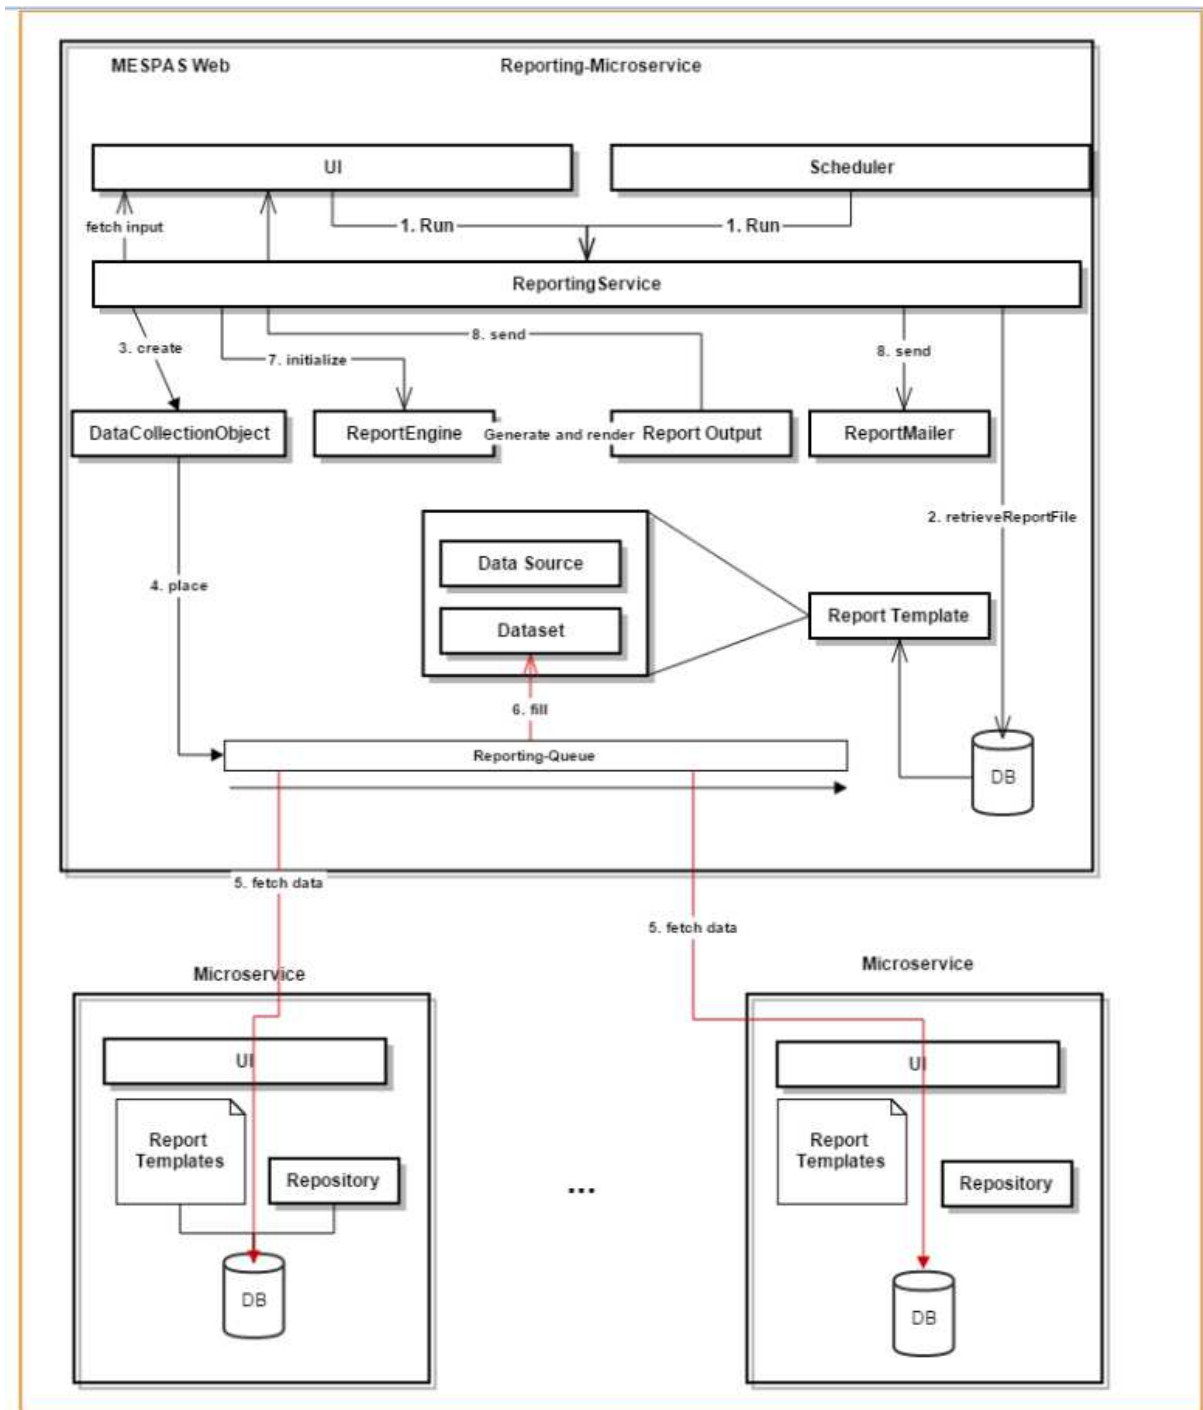 MESPAS Web
Reporting-Microservice
UI
Scheduler
fetch input
1. Run
1. Run
ReportingService
3. create
7. initialize
8. send
8. send
DataCollectionObject
ReportEngine
Generate and render
Report Output
ReportMailer
2. retrieveReportFile
Data Source
4. place
Dataset
Report Template
6. fill
Reporting-Queue
DB
5. fetch data
5. fetch data
Microservice
Microservice
UI
UI
Report
Templates
Repository
...
Report
Templates
Repository
DB
DB